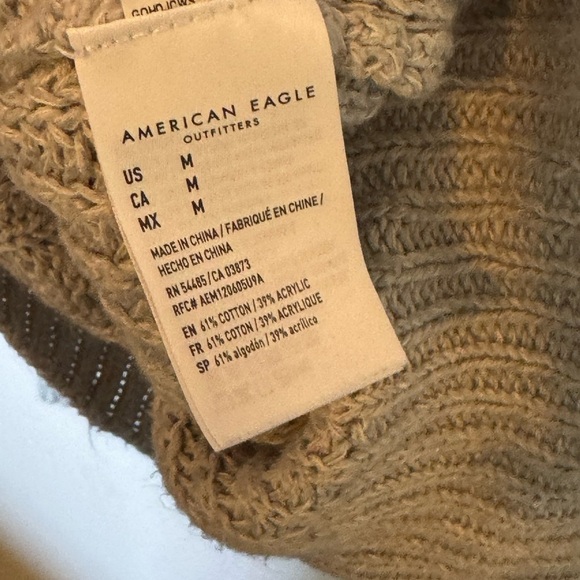 AMERICAN EAGLE
OUTFITTERS
US M
CA M
MX M
MADE IN CHINA / FABRIQUÉ EN CHINE /
HECHO EN CHINA
RN 54485 / CA 03873
RFC# AEM120605U9A
EN 61% COTTON / 39% ACRYLIC
FR 61% COTON / 39% ACRYLIQUE
SP 61% algodón / 39% acrílico